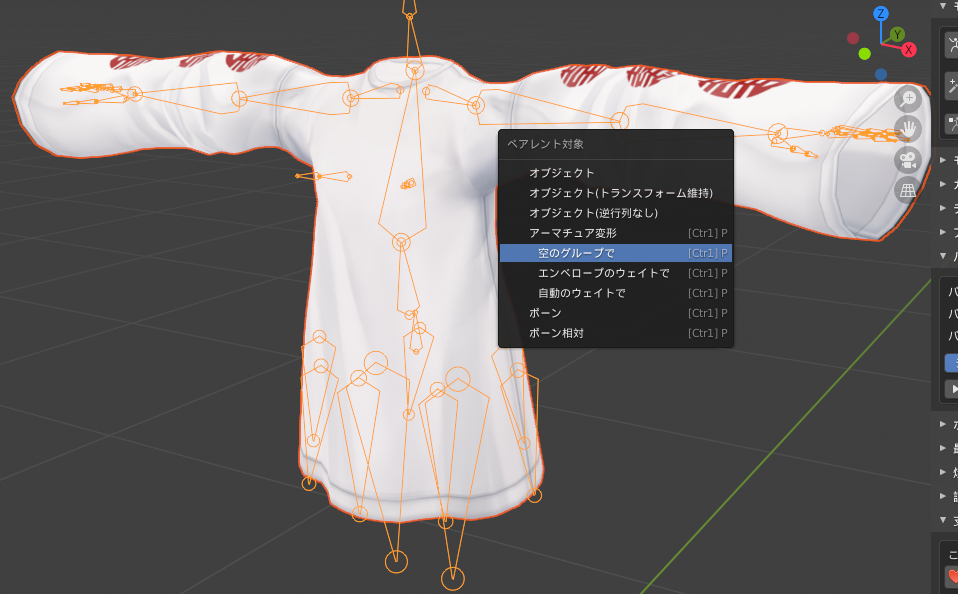 Z
Y
X
ペアレント対象
オブジェクト
オブジェクト(トランスフォーム維持)
オブジェクト(逆行列なし)
アーマチュア変形 [Ctrl] P
空のグループで [Ctrl] P
エンベロープのウェイトで [Ctrl] P
自動のウェイトで [Ctrl] P
ボーン [Ctrl] P
ボーン相対 [Ctrl] P